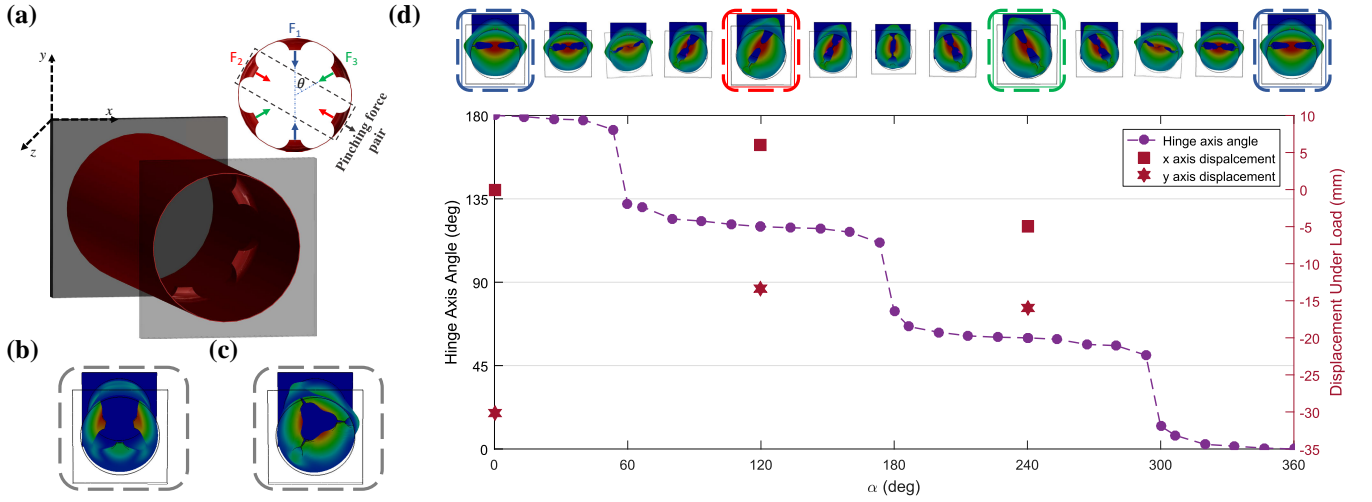 (a)
y
x
z
F1
F2
F3
θ
Pinching force
pair
(b)
(c)
(d)
180
135
90
45
0
Hinge Axis Angle (deg)
0
60
120
180
240
300
360
α (deg)
10
5
0
-5
-10
-15
-20
-25
-30
-35
Displacement Under Load (mm)
Hinge axis angle
x axis dispalcement
y axis displacement